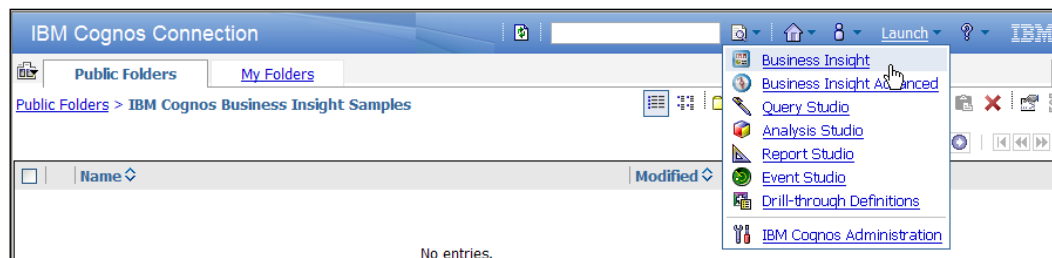 IBM Cognos Connection
Launch
IBM
Public Folders
My Folders
Public Folders > IBM Cognos Business Insight Samples
Name
Modified
No entries.
Business Insight
Business Insight Advanced
Query Studio
Analysis Studio
Report Studio
Event Studio
Drill-through Definitions
IBM Cognos Administration